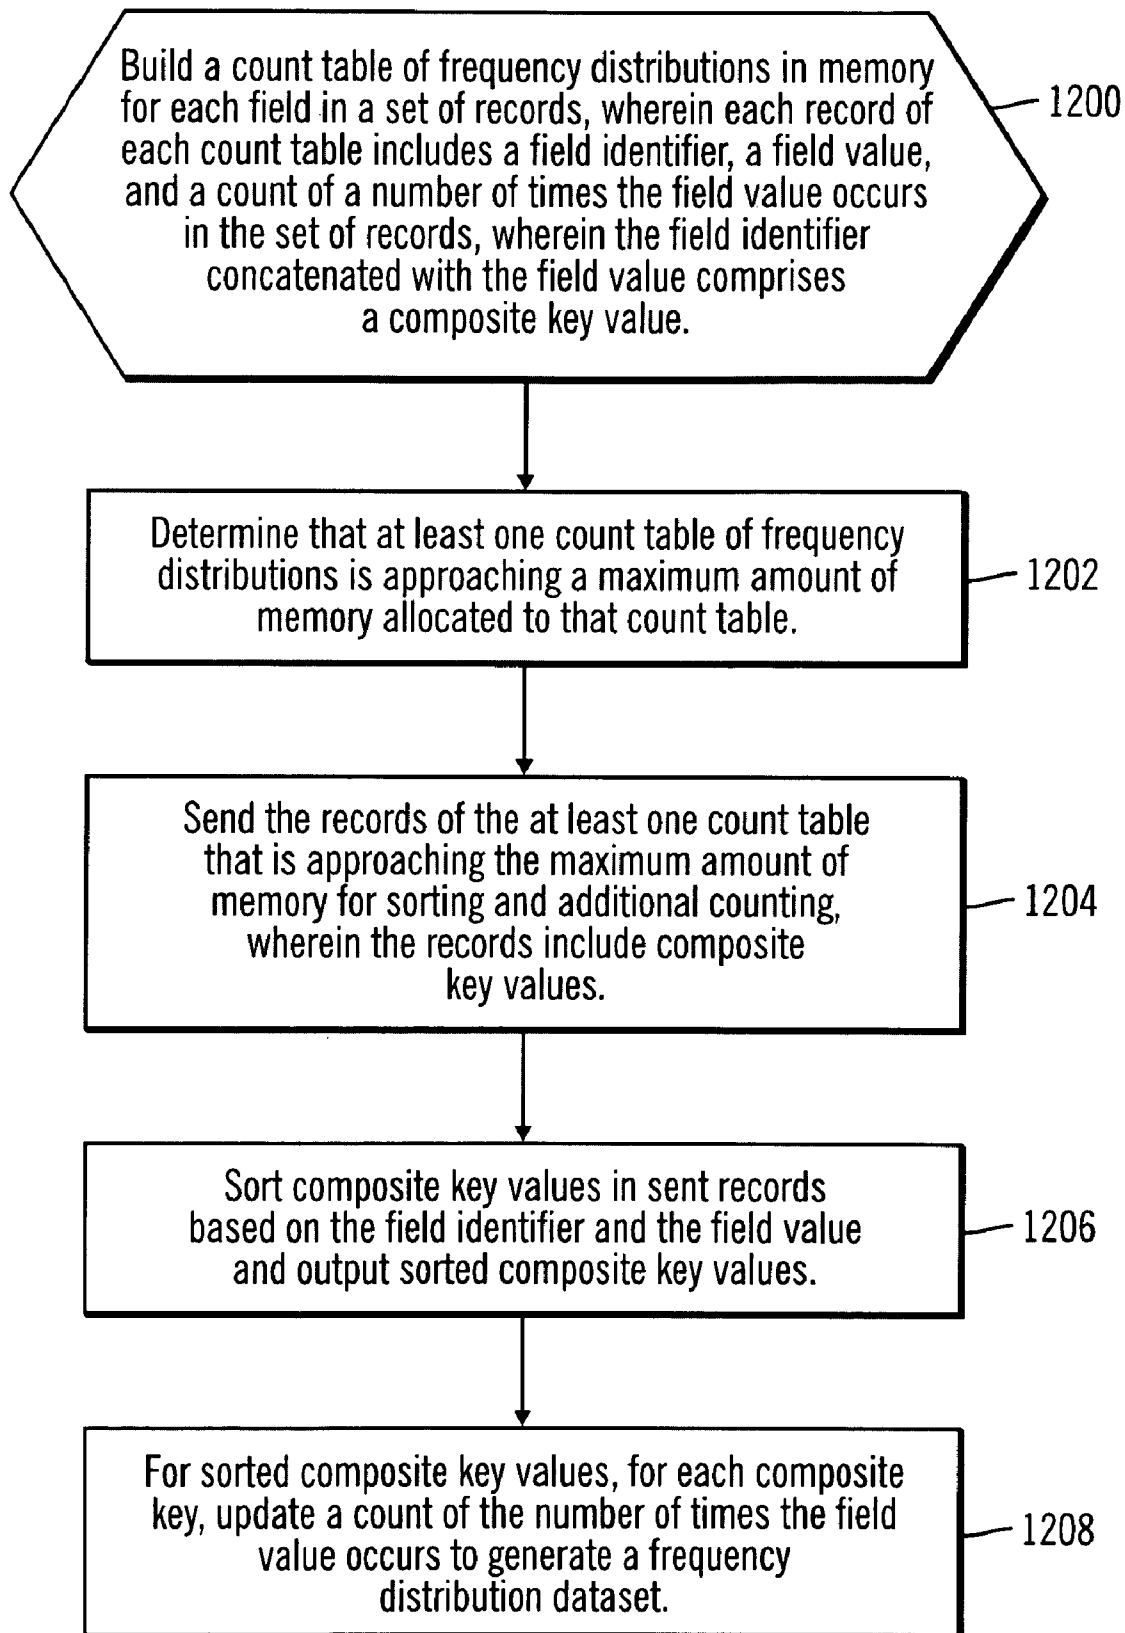 Build a count table of frequency distributions in memory
for each field in a set of records, wherein each record of
each count table includes a field identifier, a field value,
and a count of a number of times the field value occurs
in the set of records, wherein the field identifier
concatenated with the field value comprises
a composite key value.
1200
Determine that at least one count table of frequency
distributions is approaching a maximum amount of
memory allocated to that count table.
1202
Send the records of the at least one count table
that is approaching the maximum amount of
memory for sorting and additional counting,
wherein the records include composite
key values.
1204
Sort composite key values in sent records
based on the field identifier and the field value
and output sorted composite key values.
1206
For sorted composite key values, for each composite
key, update a count of the number of times the field
value occurs to generate a frequency
distribution dataset.
1208